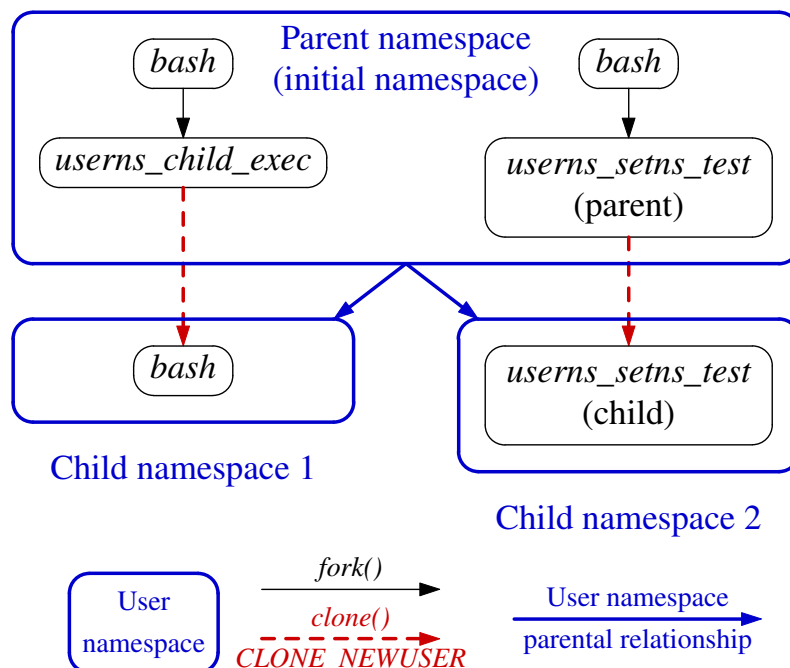 Parent namespace
(initial namespace)
bash
bash
userns_child_exec
userns_setns_test
(parent)
bash
userns_setns_test
(child)
Child namespace 1
Child namespace 2
User
namespace
fork()
clone()
CLONE_NEWUSER
User namespace
parental relationship